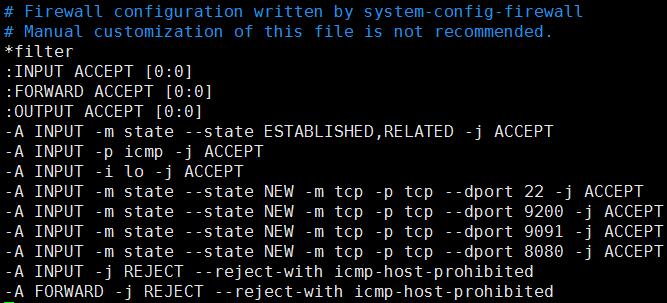 # Firewall configuration written by system-config-firewall
# Manual customization of this file is not recommended.
*filter
:INPUT ACCEPT [0:0]
:FORWARD ACCEPT [0:0]
:OUTPUT ACCEPT [0:0]
-A INPUT -m state --state ESTABLISHED,RELATED -j ACCEPT
-A INPUT -p icmp -j ACCEPT
-A INPUT -i lo -j ACCEPT
-A INPUT -m state --state NEW -m tcp -p tcp --dport 22 -j ACCEPT
-A INPUT -m state --state NEW -m tcp -p tcp --dport 9200 -j ACCEPT
-A INPUT -m state --state NEW -m tcp -p tcp --dport 9091 -j ACCEPT
-A INPUT -m state --state NEW -m tcp -p tcp --dport 8080 -j ACCEPT
-A INPUT -j REJECT --reject-with icmp-host-prohibited
-A FORWARD -j REJECT --reject-with icmp-host-prohibited